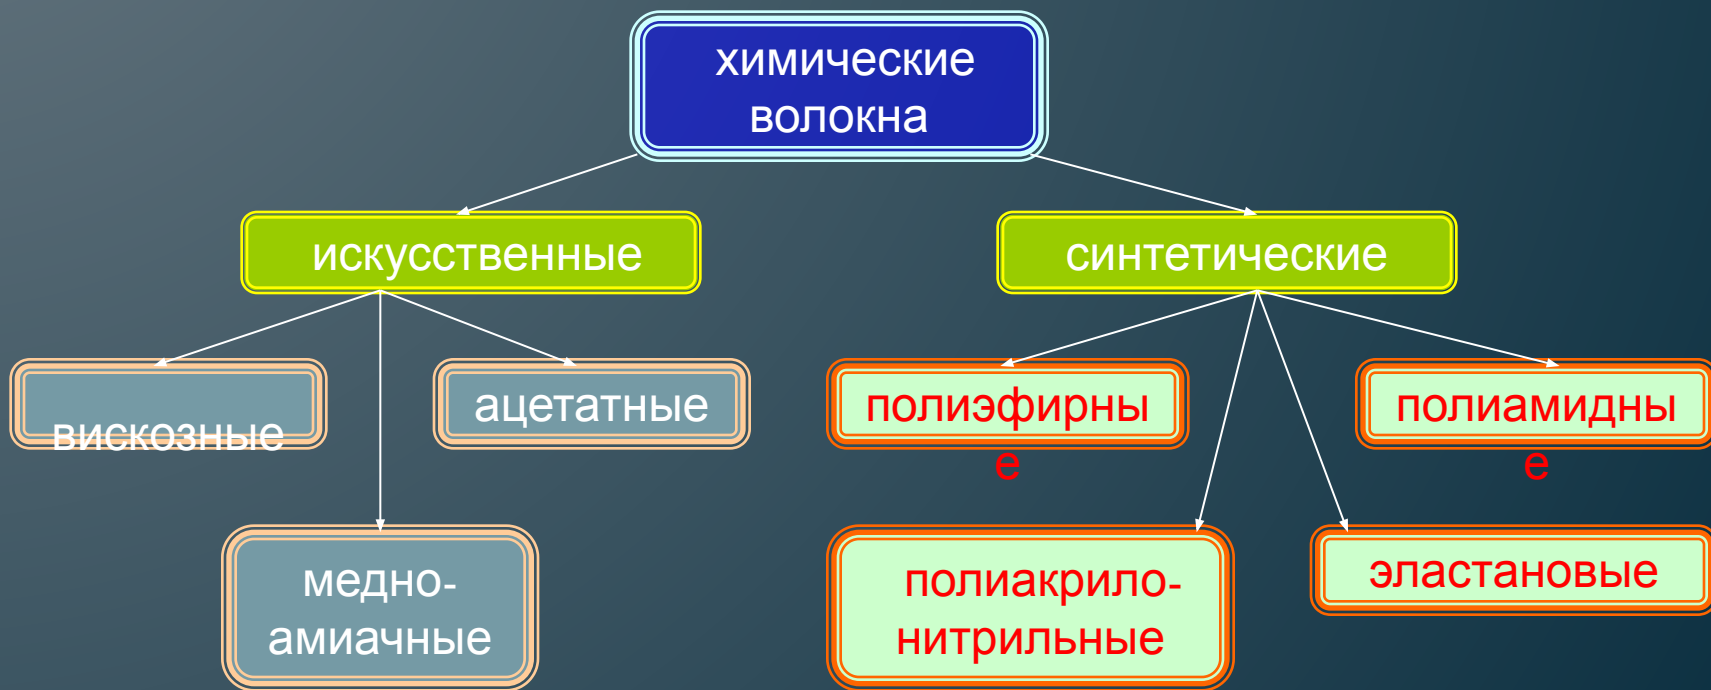 химические
волокна
искусственные
синтетические
вискозные
ацетатные
полиэфирны
е
полиамидны
е
медно-
амиачные
полиакрило-
нитрильные
эластановые